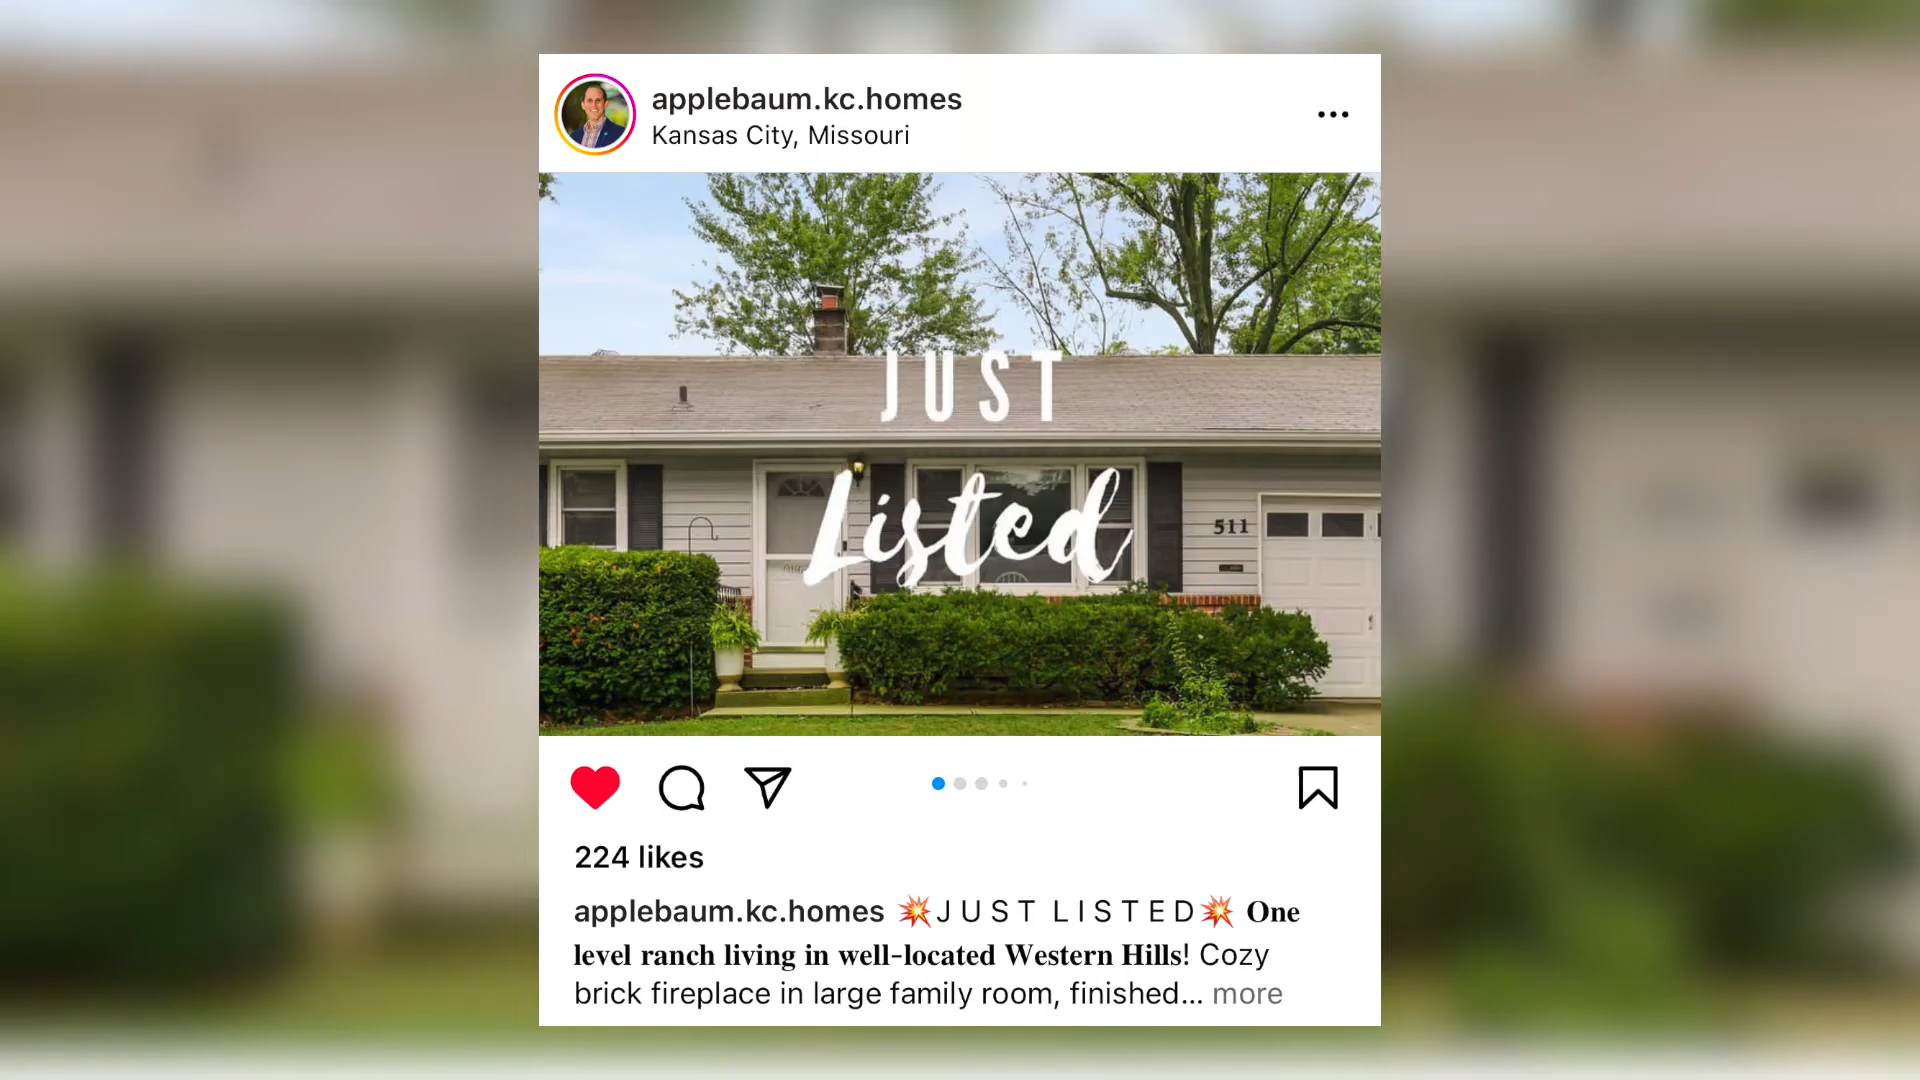 applebaum.kc.homes
Kansas City, Missouri
JUST
Listed
511
224 likes
applebaum.kc.homes 💥J U S T L I S T E D💥 One
level ranch living in well-located Western Hills! Cozy
brick fireplace in large family room, finished... more